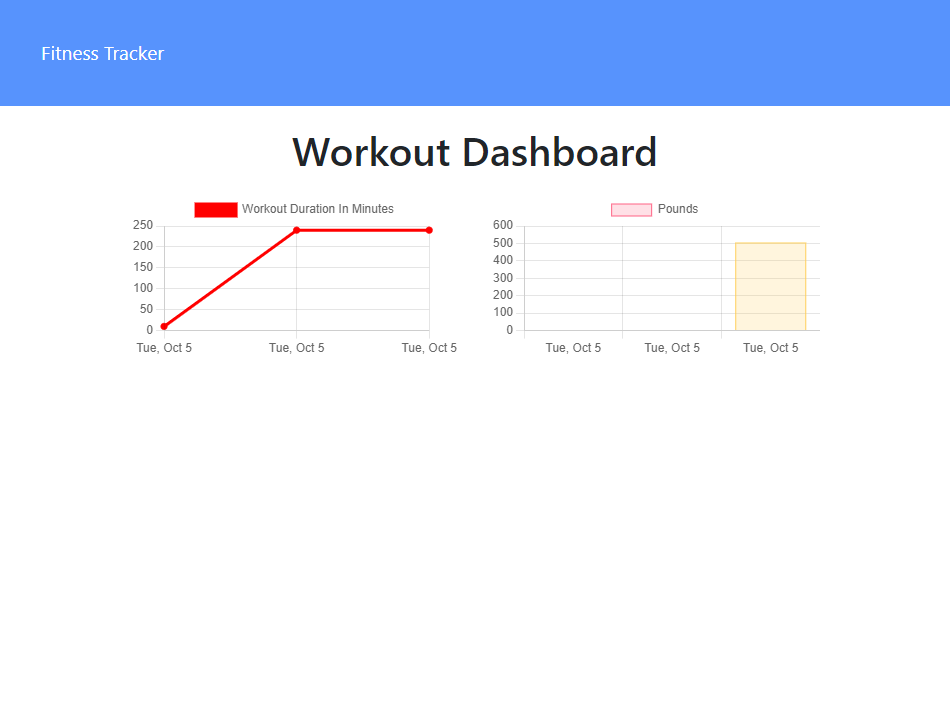 Fitness Tracker
Workout Dashboard
Workout Duration In Minutes
250
200
150
100
50
0
Tue, Oct 5 Tue, Oct 5 Tue, Oct 5
Pounds
600
500
400
300
200
100
0
Tue, Oct 5 Tue, Oct 5 Tue, Oct 5